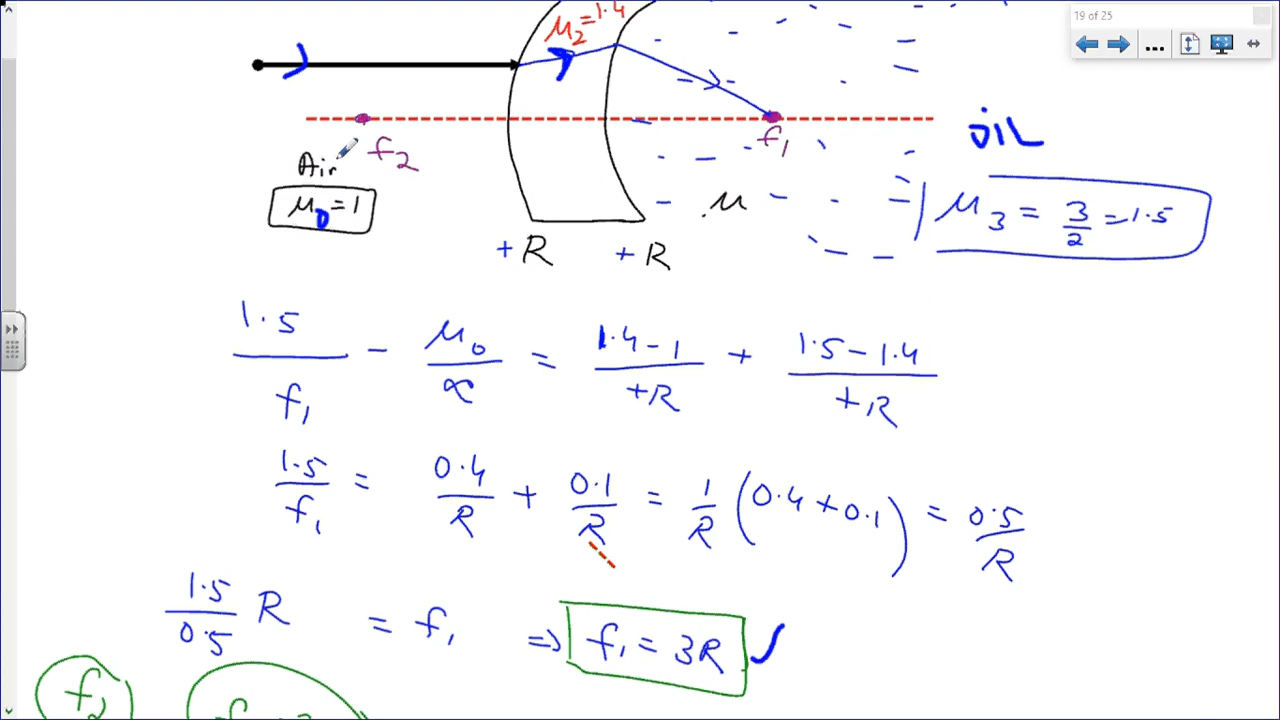 19 of 25
μ₂ = 1.4
f₁
OIL
f₂
Air
μ₀ = 1
μ
μ₃ = 3/2 = 1.5
+R +R
1.5/f₁ - μ₀/∝ = 1.4-1/+R + 1.5-1.4/+R
1.5/f₁ = 0.4/R + 0.1/R = 1/R (0.4+0.1) = 0.5/R
1.5/0.5 R = f₁ ⇒ f₁ = 3R ✓
f₂